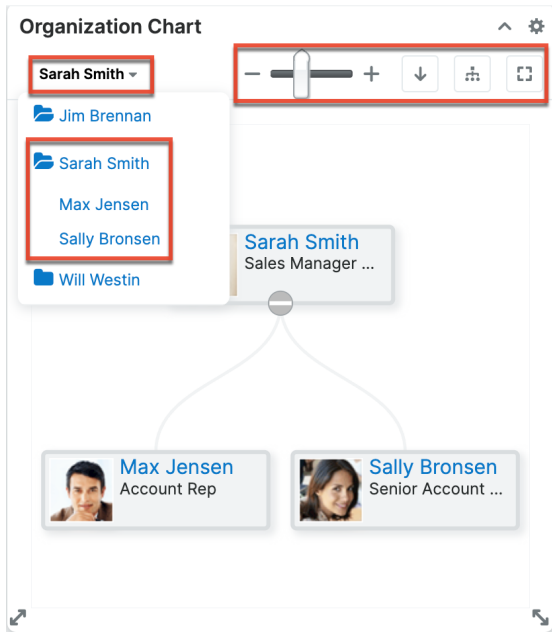 Organization Chart
Sarah Smith
Jim Brennan
Sarah Smith
Max Jensen
Sally Bronsen
Will Westin
Sarah Smith
Sales Manager ...
Max Jensen
Account Rep
Sally Bronsen
Senior Account ...